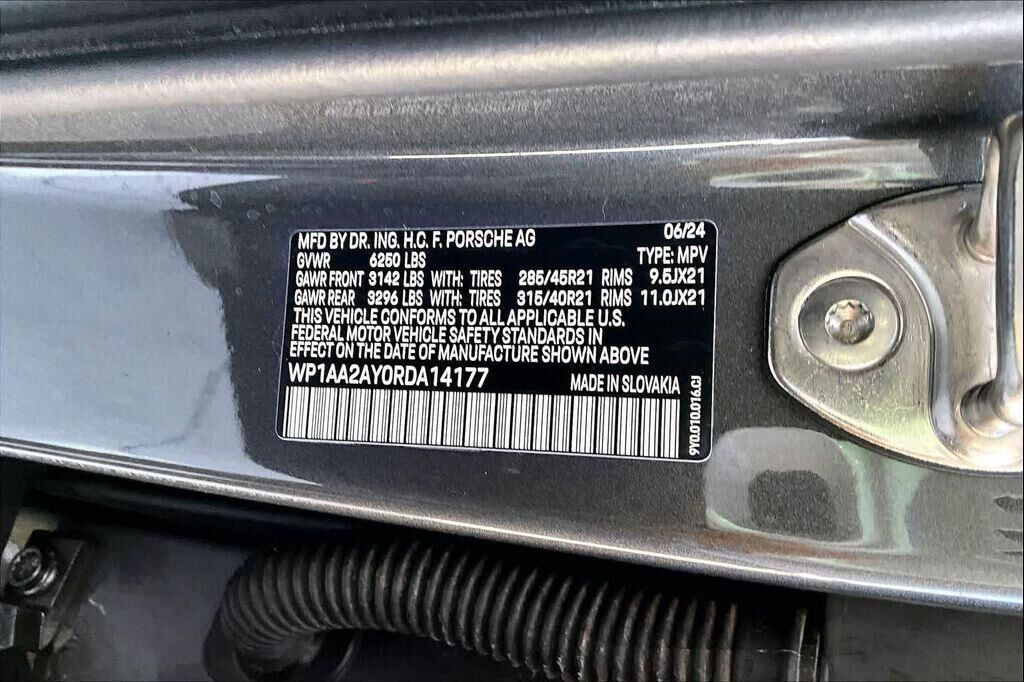 MFD BY DR. ING. H.C. F. PORSCHE AG 06/24
GVWR 6250 LBS TYPE: MPV
GAWR FRONT 3142 LBS WITH: TIRES 285/45R21 RIMS 9.5JX21
GAWR REAR 3296 LBS WITH: TIRES 315/40R21 RIMS 11.0JX21
THIS VEHICLE CONFORMS TO ALL APPLICABLE U.S.
FEDERAL MOTOR VEHICLE SAFETY STANDARDS IN
EFFECT ON THE DATE OF MANUFACTURE SHOWN ABOVE
WP1AA2AY0RDA14177 MADE IN SLOVAKIA
9Y0.010.016.CJ